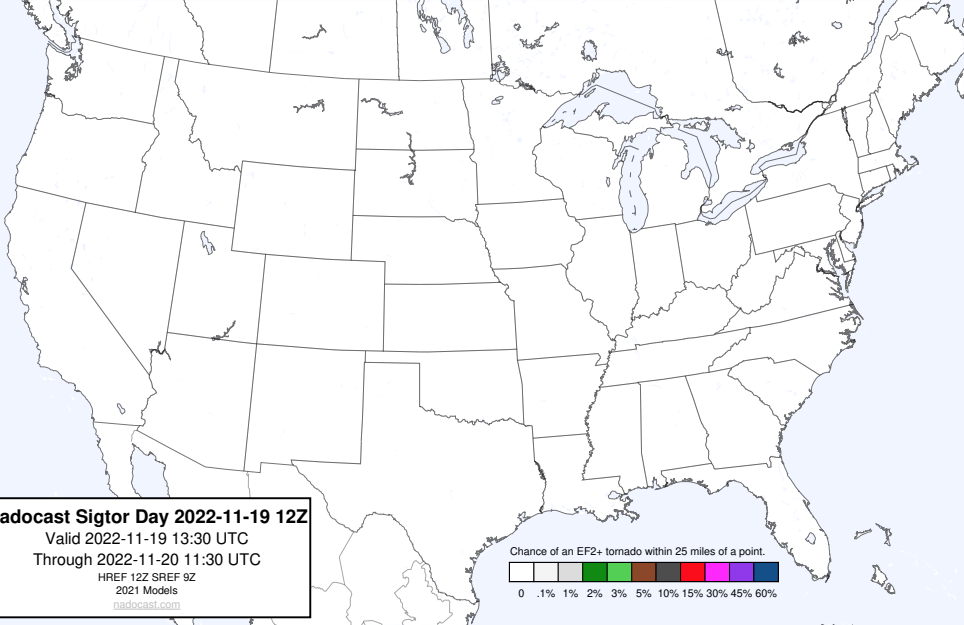 adocast Sigtor Day 2022-11-19 12Z
Valid 2022-11-19 13:30 UTC
Through 2022-11-20 11:30 UTC
HREF 12Z SREF 9Z
2021 Models
nadocast.com
Chance of an EF2+ tornado within 25 miles of a point.
0 .1% 1% 2% 3% 5% 10% 15% 30% 45% 60%